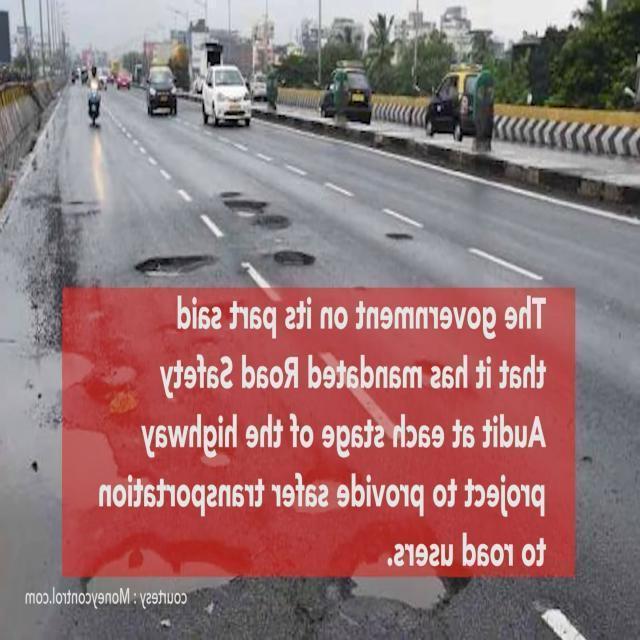 The government on its part said
that it has mandated Road Safety
Audit at each stage of the highway
project to provide safer transportation
to road users.
courtesy : Moneycontrol.com